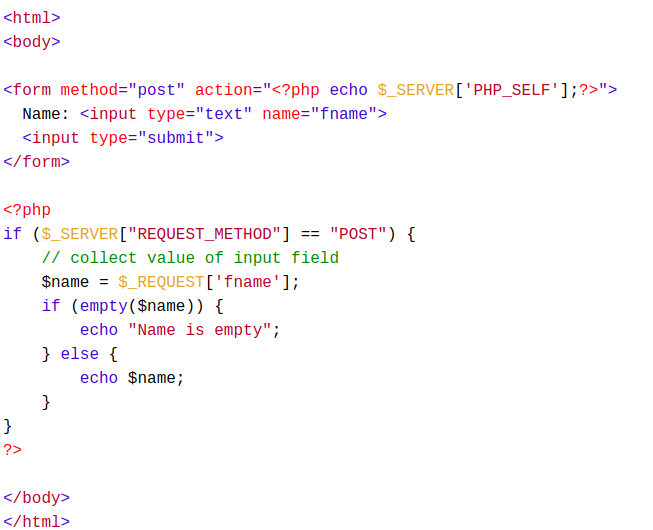 <html>
<body>

<form method="post" action="<?php echo $_SERVER['PHP_SELF'];?>">
  Name: <input type="text" name="fname">
  <input type="submit">
</form>

<?php
if ($_SERVER["REQUEST_METHOD"] == "POST") {
    // collect value of input field
    $name = $_REQUEST['fname'];
    if (empty($name)) {
        echo "Name is empty";
    } else {
        echo $name;
    }
}
?>

</body>
</html>